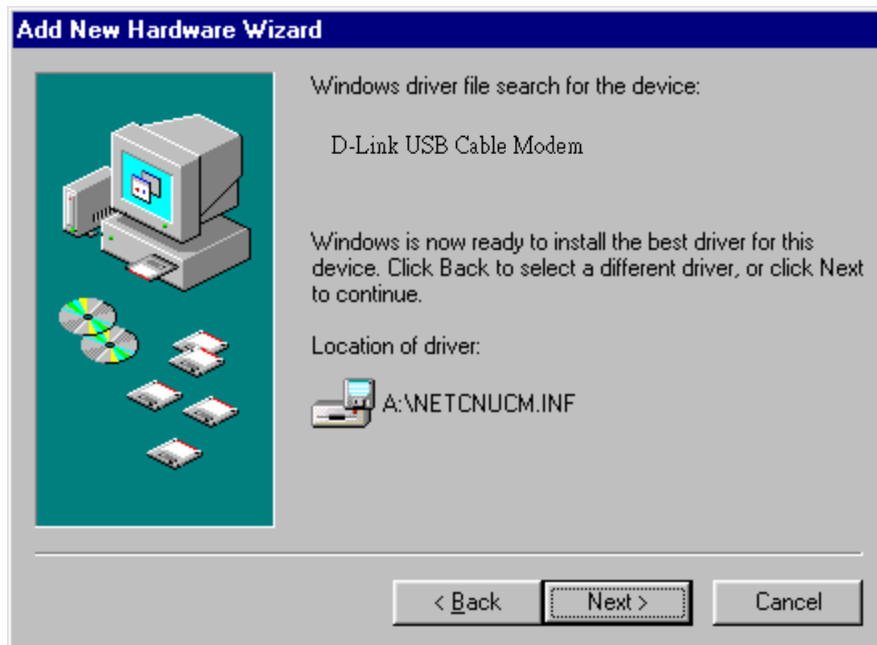 Add New Hardware Wizard
Windows driver file search for the device:
D-Link USB Cable Modem
Windows is now ready to install the best driver for this
device. Click Back to select a different driver, or click Next
to continue.
Location of driver:
A:\NETCNUCM.INF
< Back Next > Cancel